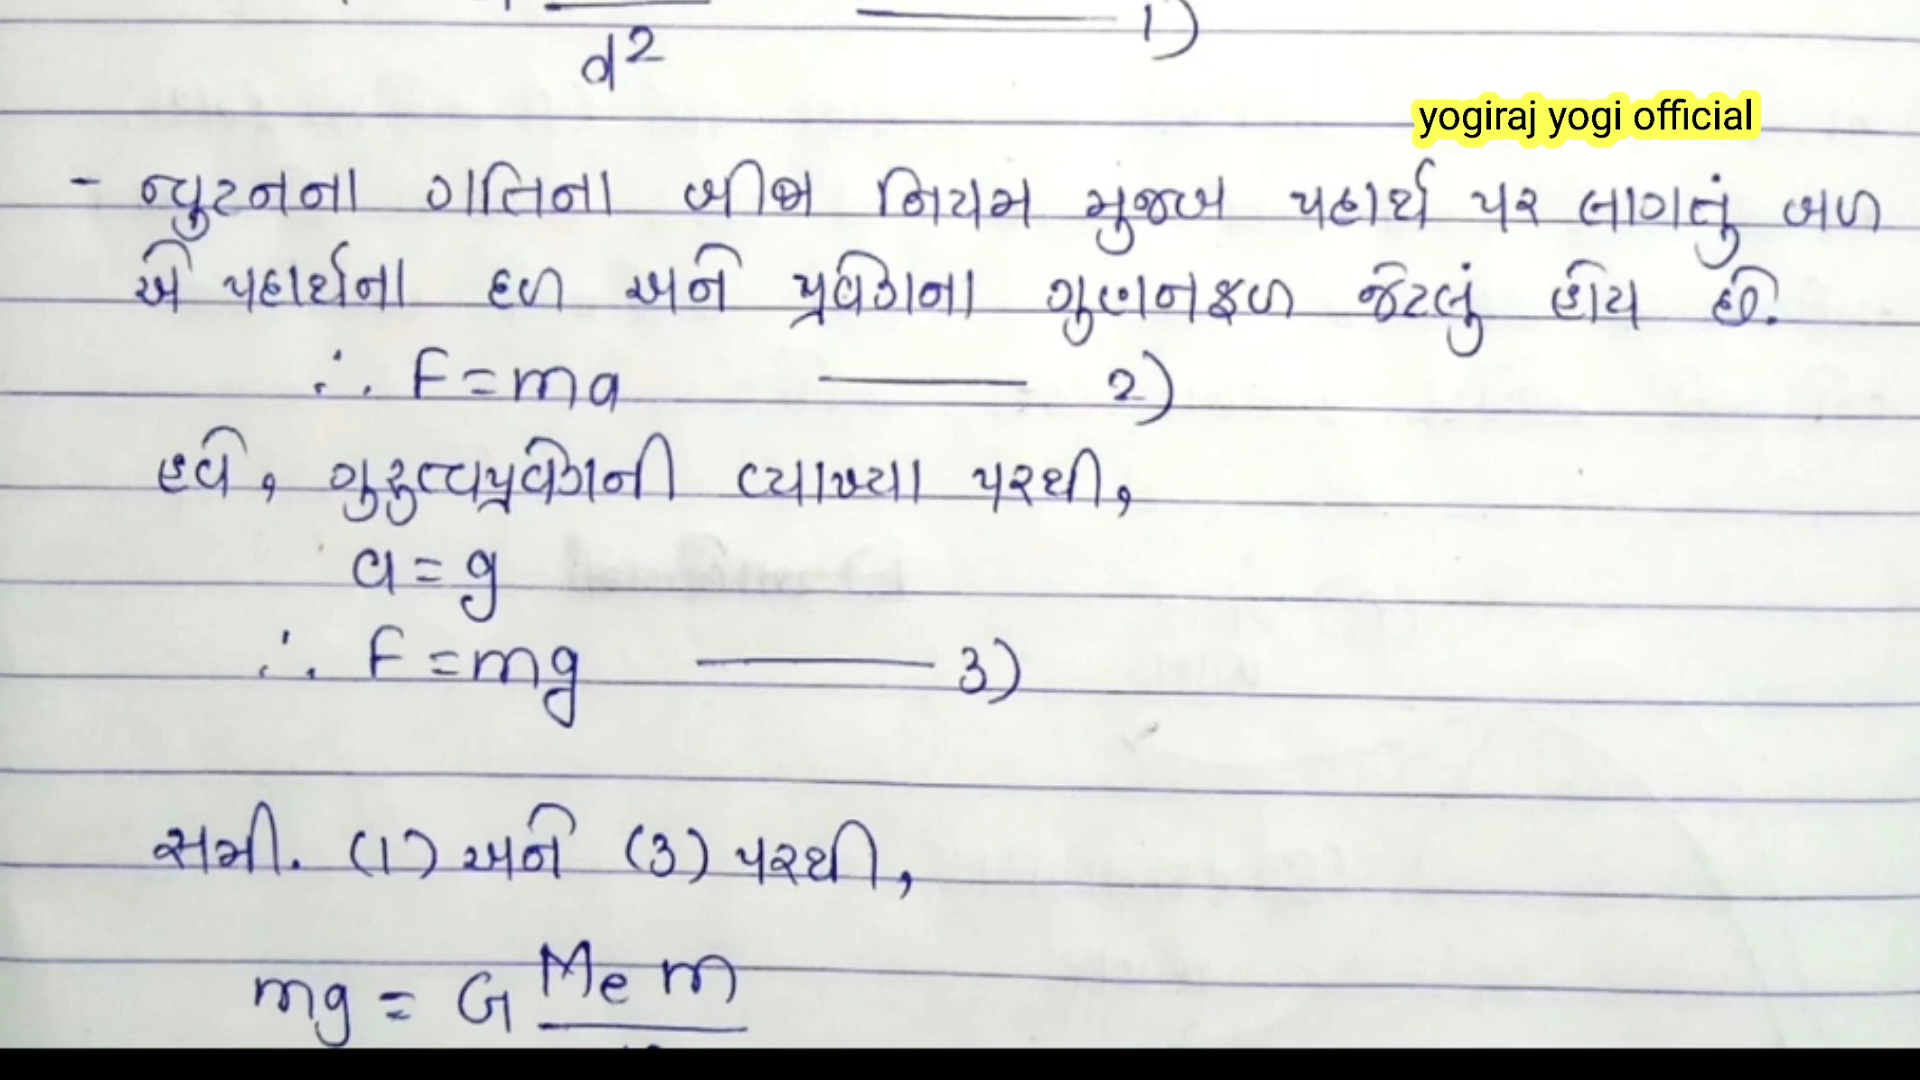 d² ——— 1)
yogiraj yogi official
- ન્યુટનના ગતિના બીજા નિયમ મુજબ પદાર્થ પર લાગતું બળ
એ પદાર્થના દળ અને પ્રવેગના ગુણનફળ જેટલું હોય છે.
∴ F = ma ——— 2)
હવે, ગુરુત્વપ્રવેગની વ્યાખ્યા પરથી,
a = g
∴ F = mg ——— 3)
સમી. (1) અને (3) પરથી,
mg = G Me m